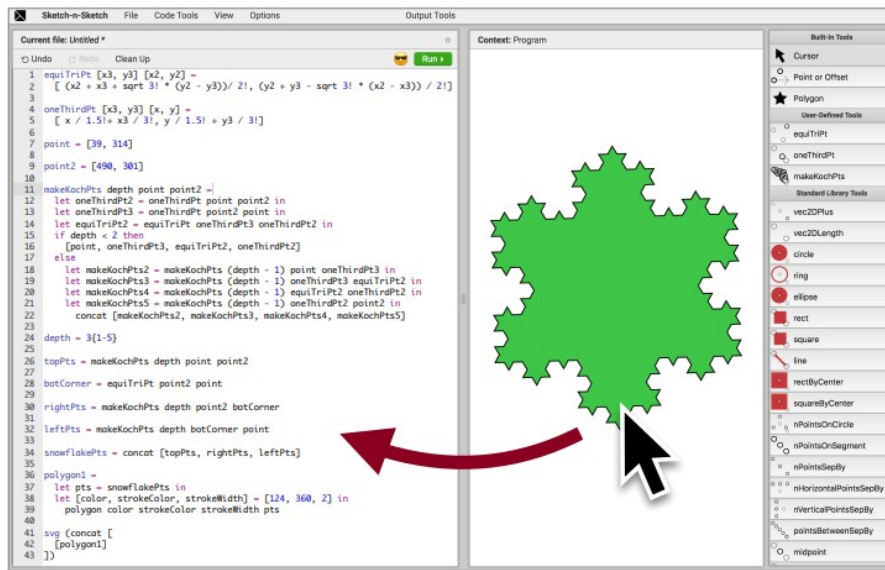 Sketch-n-Sketch File Code Tools View Options Output Tools
Current file: Untitled *
Undo Redo Clean Up Run
1 equiTriPt [x3, y3] [x2, y2] =
2 [ (x2 + x3 + sqrt 3! * (y2 - y3))/ 2!, (y2 + y3 - sqrt 3! * (x2 - x3)) / 2!]
3
4 oneThirdPt [x3, y3] [x, y] =
5 [ x / 1.5!+ x3 / 3!, y / 1.5! + y3 / 3!]
6
7 point = [39, 314]
8
9 point2 = [490, 301]
10
11 makeKochPts depth point point2 =
12 let oneThirdPt2 = oneThirdPt point point2 in
13 let oneThirdPt3 = oneThirdPt point2 point in
14 let equiTriPt2 = equiTriPt oneThirdPt3 oneThirdPt2 in
15 if depth < 2 then
16 [point, oneThirdPt3, equiTriPt2, oneThirdPt2]
17 else
18 let makeKochPts2 = makeKochPts (depth - 1) point oneThirdPt3 in
19 let makeKochPts3 = makeKochPts (depth - 1) oneThirdPt3 equiTriPt2 in
20 let makeKochPts4 = makeKochPts (depth - 1) equiTriPt2 oneThirdPt2 in
21 let makeKochPts5 = makeKochPts (depth - 1) oneThirdPt2 point2 in
22 concat [makeKochPts2, makeKochPts3, makeKochPts4, makeKochPts5]
23
24 depth = 3{1-5}
25
26 topPts = makeKochPts depth point point2
27
28 botCorner = equiTriPt point2 point
29
30 rightPts = makeKochPts depth point2 botCorner
31
32 leftPts = makeKochPts depth botCorner point
33
34 snowflakePts = concat [topPts, rightPts, leftPts]
35
36 polygon1 =
37 let pts = snowflakePts in
38 let [color, strokeColor, strokeWidth] = [124, 360, 2] in
39 polygon color strokeColor strokeWidth pts
40
41 svg (concat [
42 [polygon1]
43 ])
Context: Program
Built-In Tools
Cursor
Point or Offset
Polygon
User-Defined Tools
equiTriPt
oneThirdPt
makeKochPts
Standard Library Tools
vec2DPlus
vec2DLength
circle
ring
ellipse
rect
square
line
rectByCenter
squareByCenter
nPointsOnCircle
nPointsOnSegment
nPointsSepBy
nHorizontalPointsSepBy
nVerticalPointsSepBy
pointsBetweenSepBy
midpoint